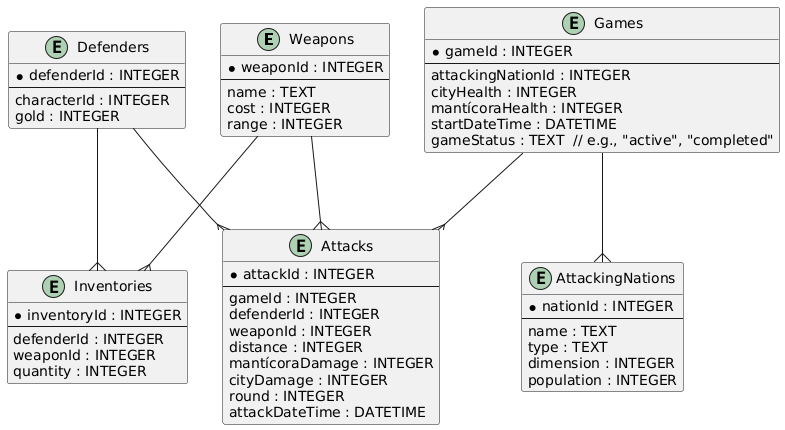 E Defenders
* defenderId : INTEGER
characterId : INTEGER
gold : INTEGER
E Weapons
* weaponId : INTEGER
name : TEXT
cost : INTEGER
range : INTEGER
E Games
* gameId : INTEGER
attackingNationId : INTEGER
cityHealth : INTEGER
mantícoraHealth : INTEGER
startDateTime : DATETIME
gameStatus : TEXT  // e.g., "active", "completed"
E Inventories
* inventoryId : INTEGER
defenderId : INTEGER
weaponId : INTEGER
quantity : INTEGER
E Attacks
* attackId : INTEGER
gameId : INTEGER
defenderId : INTEGER
weaponId : INTEGER
distance : INTEGER
mantícoraDamage : INTEGER
cityDamage : INTEGER
round : INTEGER
attackDateTime : DATETIME
E AttackingNations
* nationId : INTEGER
name : TEXT
type : TEXT
dimension : INTEGER
population : INTEGER